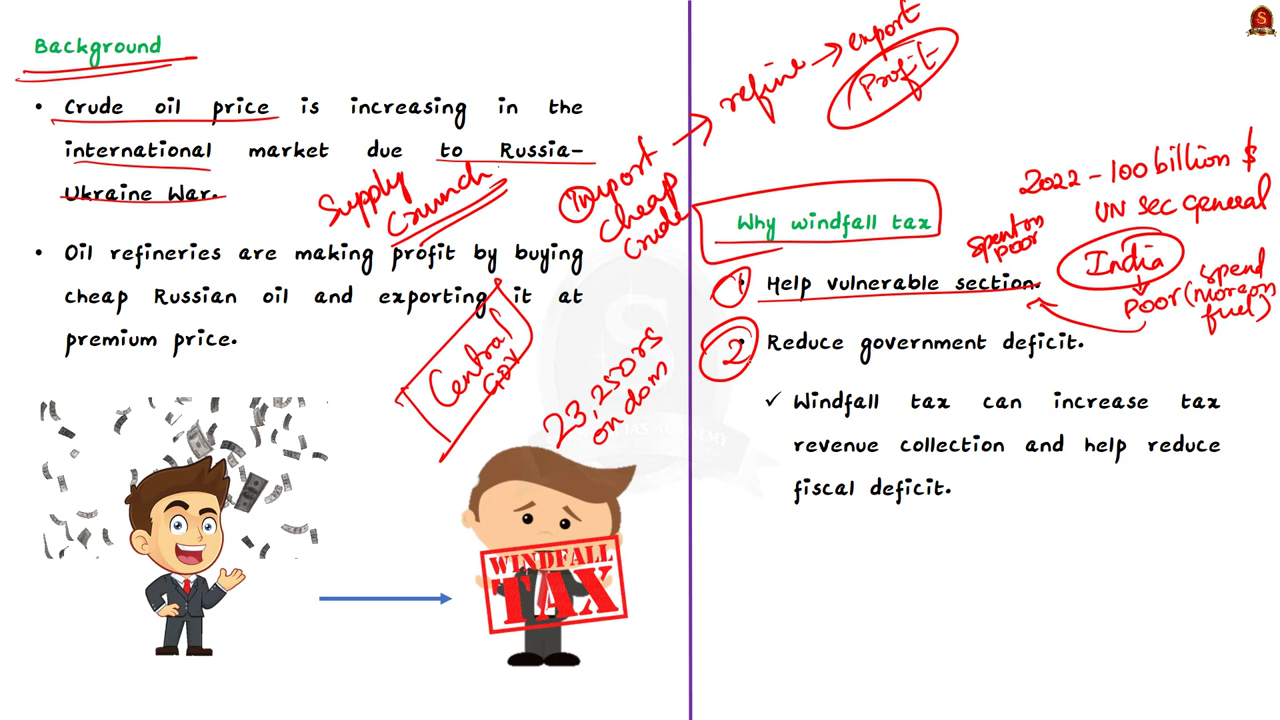 Background
• Crude oil price is increasing in the
international market due to Russia-
Ukraine War.
Supply
Crunch
• Oil refineries are making profit by buying
cheap Russian oil and exporting it at
premium price.
Central
Gov
23,250 rs
on dom
WINDFALL
TAX
① Import
cheap
crude
→ refine → export
Profit
Why windfall tax
2022 - 100 billion $
UN Sec General
spent on
poor
India
↓
Poor (spend
more on
fuel)
1 Help vulnerable section.
2 Reduce government deficit.
✓ Windfall tax can increase tax
revenue collection and help reduce
fiscal deficit.
S